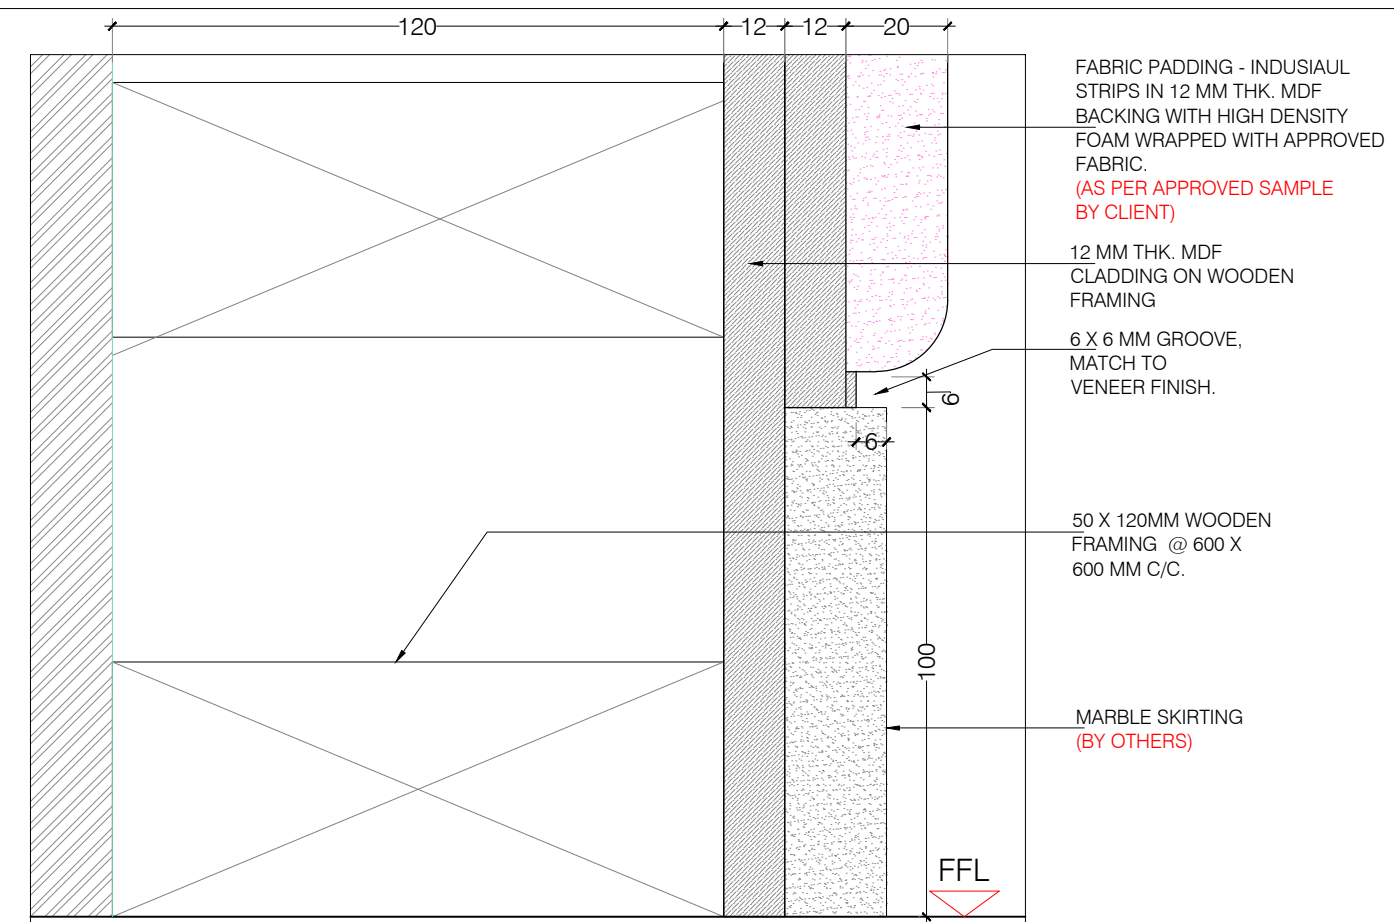 120
12
12
20
FABRIC PADDING - INDUSIAUL
STRIPS IN 12 MM THK. MDF
BACKING WITH HIGH DENSITY
FOAM WRAPPED WITH APPROVED
FABRIC.
(AS PER APPROVED SAMPLE
BY CLIENT)
12 MM THK. MDF
CLADDING ON WOODEN
FRAMING
6 X 6 MM GROOVE,
MATCH TO
VENEER FINISH.
6
6
50 X 120MM WOODEN
FRAMING @ 600 X
600 MM C/C.
100
MARBLE SKIRTING
(BY OTHERS)
FFL